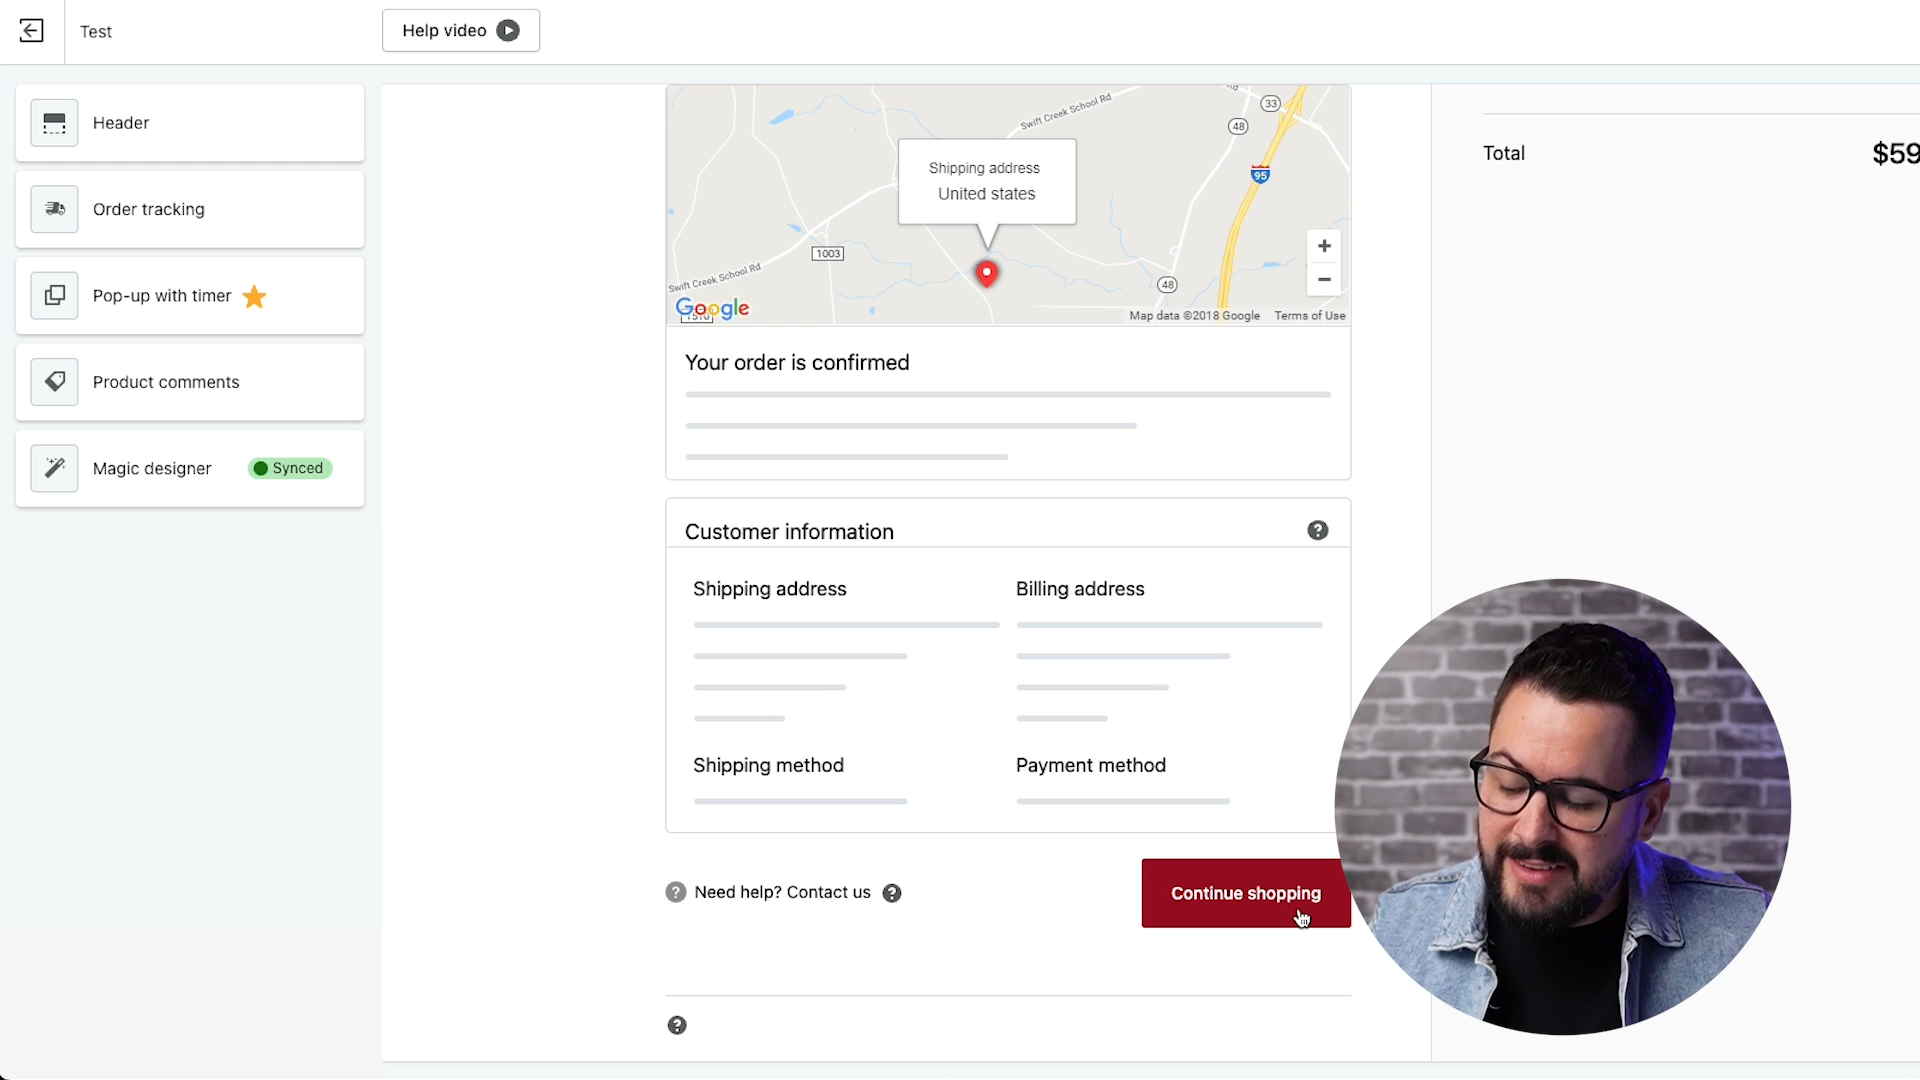 Test
Help video
Header
Order tracking
Pop-up with timer
Product comments
Magic designer
Synced
Swift Creek School Rd
33
48
Shipping address
United states
95
1003
Swift Creek School Rd
48
Google
Map data ©2018 Google
Terms of Use
Your order is confirmed
Customer information
Shipping address
Billing address
Shipping method
Payment method
Need help? Contact us
Continue shopping
Total
$59